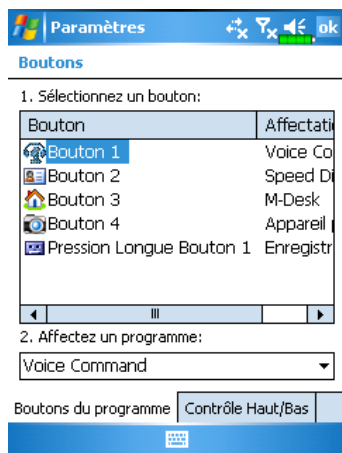 Paramètres ok
Boutons
1. Sélectionnez un bouton:
Bouton Affectati
Bouton 1 Voice Co
Bouton 2 Speed Di
Bouton 3 M-Desk
Bouton 4 Appareil
Pression Longue Bouton 1 Enregistr
2. Affectez un programme:
Voice Command
Boutons du programme Contrôle Haut/Bas